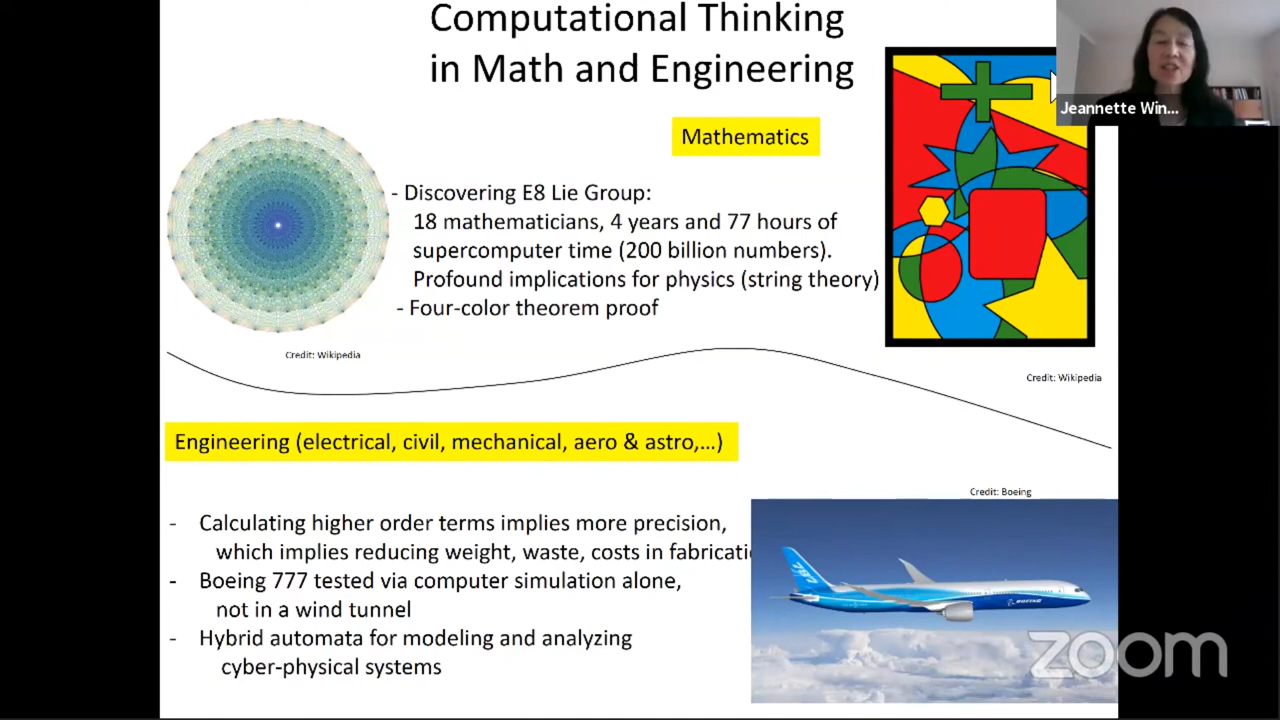 Computational Thinking
in Math and Engineering
Jeannette Win...
Mathematics
- Discovering E8 Lie Group:
18 mathematicians, 4 years and 77 hours of
supercomputer time (200 billion numbers).
Profound implications for physics (string theory)
- Four-color theorem proof
Credit: Wikipedia
Credit: Wikipedia
Engineering (electrical, civil, mechanical, aero & astro,...)
Credit: Boeing
- Calculating higher order terms implies more precision,
which implies reducing weight, waste, costs in fabricati
- Boeing 777 tested via computer simulation alone,
not in a wind tunnel
- Hybrid automata for modeling and analyzing
cyber-physical systems
787
BOEING
zoom